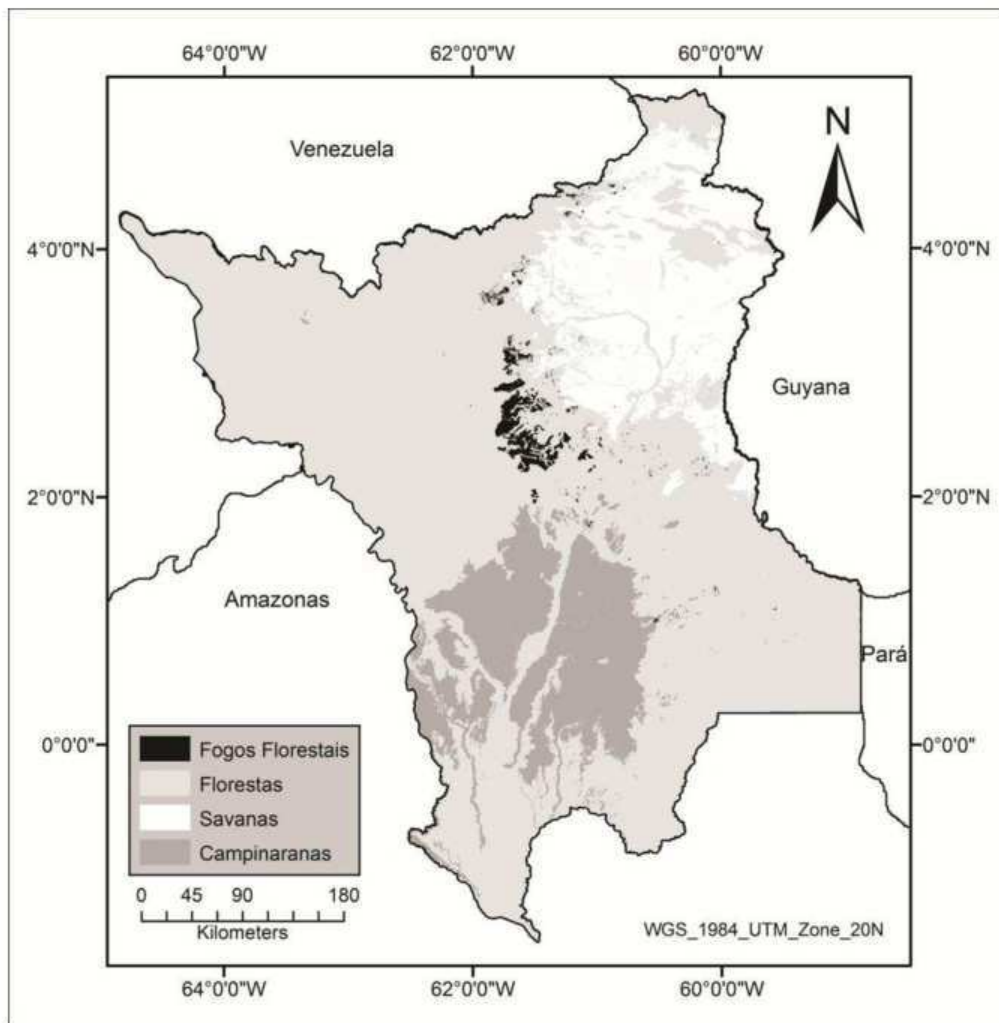 64°0'0"W 62°0'0"W 60°0'0"W
N
Venezuela
4°0'0"N 4°0'0"N
Guyana
2°0'0"N 2°0'0"N
Amazonas
Pará
0°0'0" 0°0'0"
Fogos Florestais
Florestas
Savanas
Campinaranas
0 45 90 180
Kilometers
WGS_1984_UTM_Zone_20N
64°0'0"W 62°0'0"W 60°0'0"W